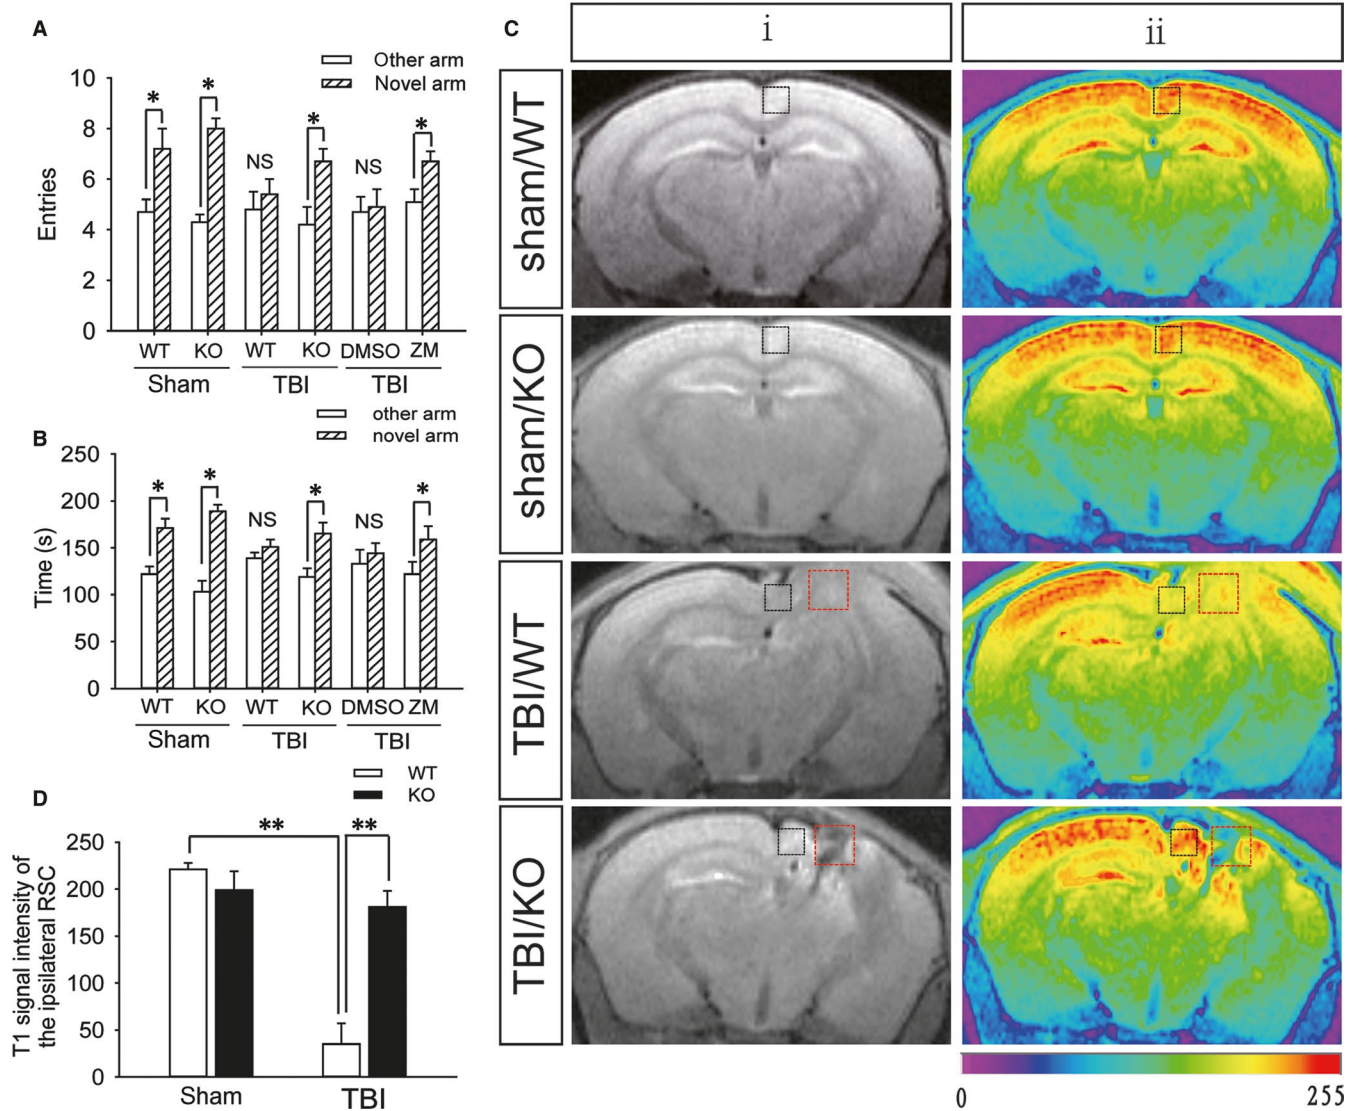 A
Other arm
Novel arm
10
8
6
4
2
0
Entries
*
*
NS
*
NS
*
WT KO WT KO DMSO ZM
Sham TBI TBI
B
other arm
novel arm
250
200
150
100
50
0
Time (s)
*
*
NS
*
NS
*
WT KO WT KO DMSO ZM
Sham TBI TBI
D
WT
KO
250
200
150
100
50
0
T1 signal intensity of
the ipsilateral RSC
** **
Sham TBI
C
i ii
sham/WT
sham/KO
TBI/WT
TBI/KO
0 255